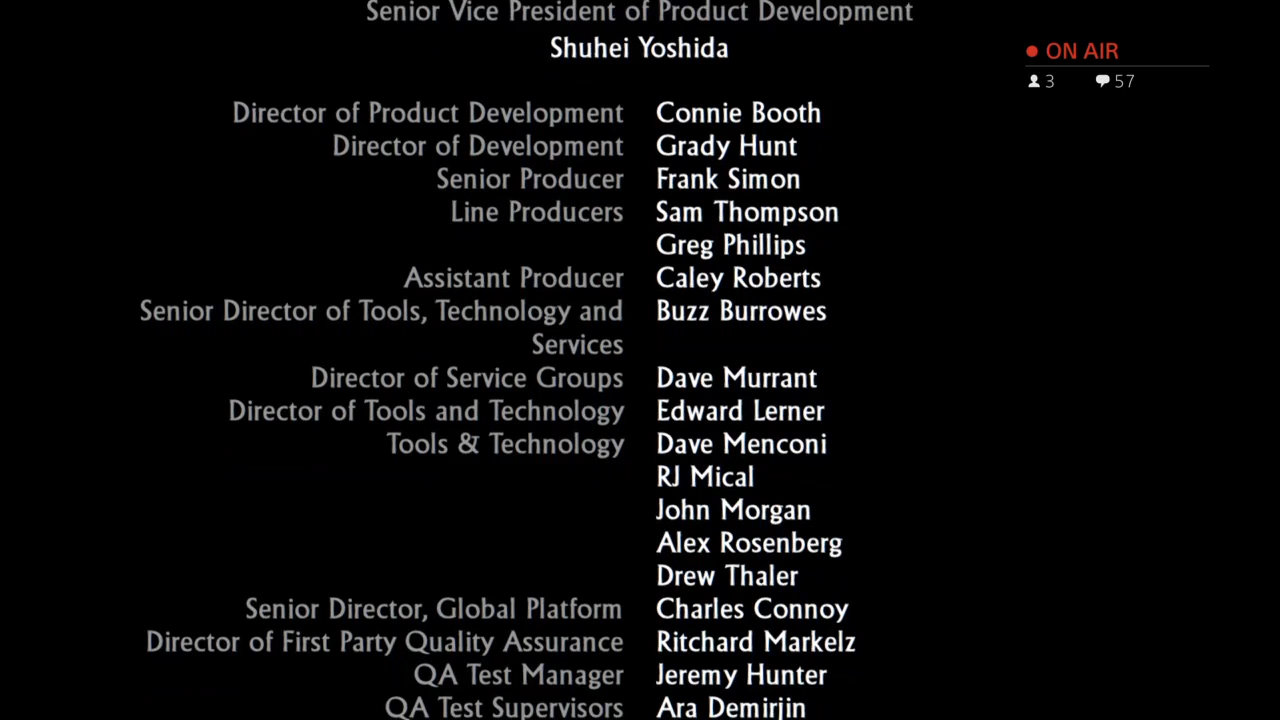 Senior Vice President of Product Development
Shuhei Yoshida
ON AIR
3 57
Director of Product Development Connie Booth
Director of Development Grady Hunt
Senior Producer Frank Simon
Line Producers Sam Thompson
Greg Phillips
Assistant Producer Caley Roberts
Senior Director of Tools, Technology and Buzz Burrowes
Services
Director of Service Groups Dave Murrant
Director of Tools and Technology Edward Lerner
Tools & Technology Dave Menconi
RJ Mical
John Morgan
Alex Rosenberg
Drew Thaler
Senior Director, Global Platform Charles Connoy
Director of First Party Quality Assurance Ritchard Markelz
QA Test Manager Jeremy Hunter
QA Test Supervisors Ara Demirjin